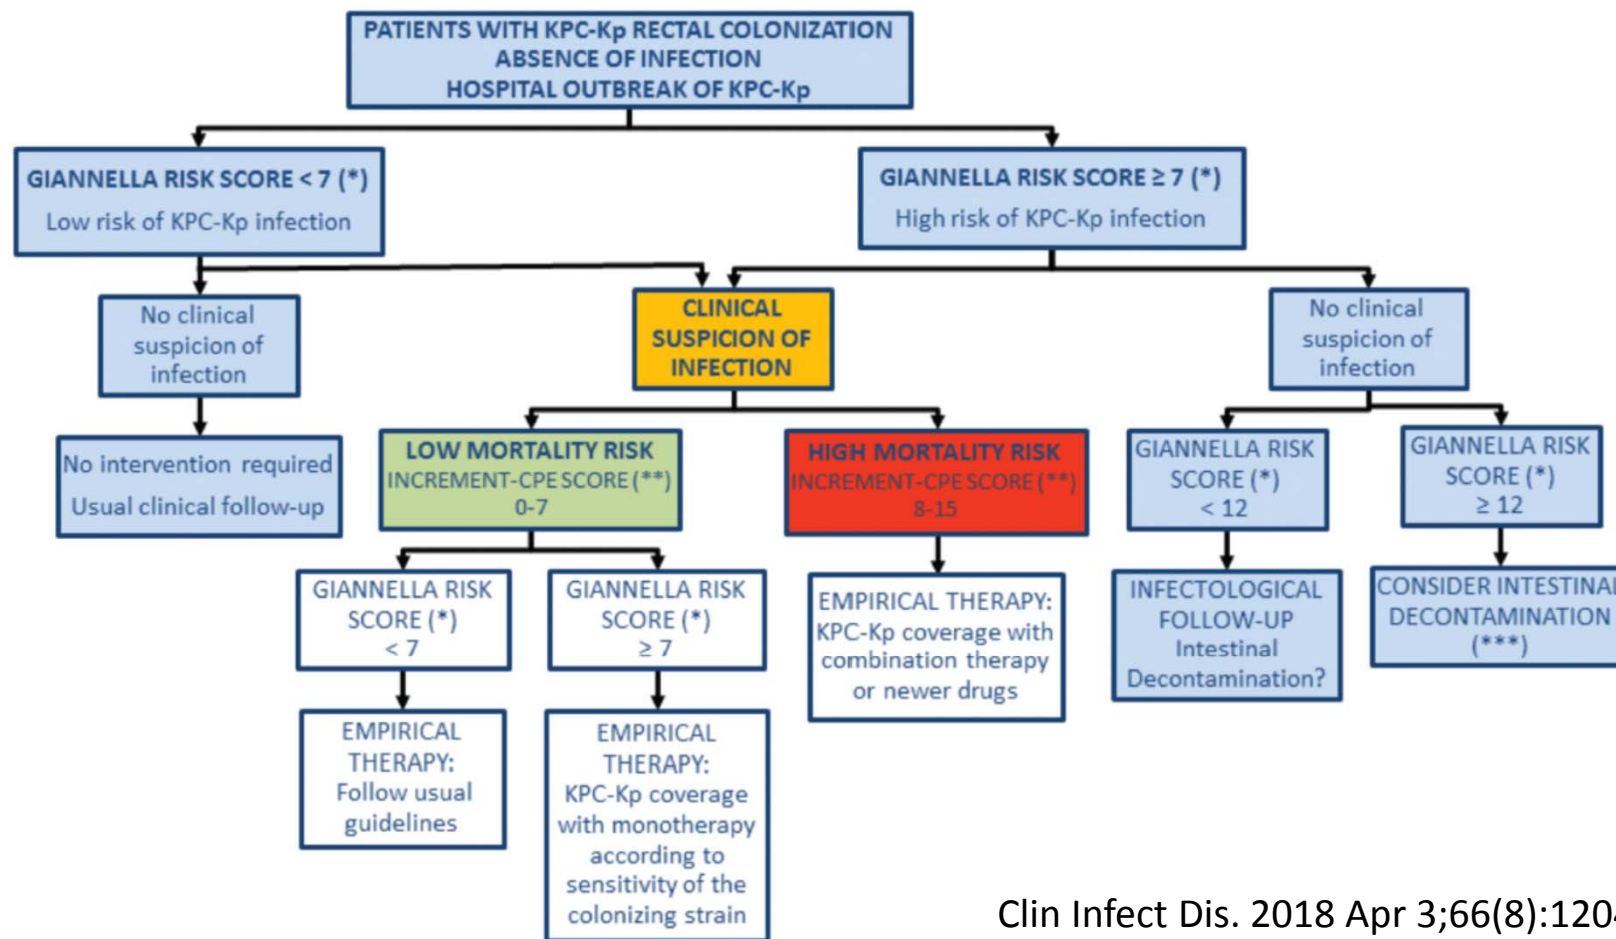 PATIENTS WITH KPC-Kp RECTAL COLONIZATION
ABSENCE OF INFECTION
HOSPITAL OUTBREAK OF KPC-Kp
GIANNELLA RISK SCORE < 7 (*)
Low risk of KPC-Kp infection
GIANNELLA RISK SCORE ≥ 7 (*)
High risk of KPC-Kp infection
No clinical
suspicion of
infection
CLINICAL
SUSPICION OF
INFECTION
No clinical
suspicion of
infection
No intervention required
Usual clinical follow-up
LOW MORTALITY RISK
INCREMENT-CPE SCORE (**)
0-7
HIGH MORTALITY RISK
INCREMENT-CPE SCORE (**)
8-15
GIANNELLA RISK
SCORE (*)
< 12
GIANNELLA RISK
SCORE (*)
≥ 12
GIANNELLA RISK
SCORE (*)
< 7
GIANNELLA RISK
SCORE (*)
≥ 7
EMPIRICAL THERAPY:
KPC-Kp coverage with
combination therapy
or newer drugs
INFECTOLOGICAL
FOLLOW-UP
Intestinal
Decontamination?
CONSIDER INTESTINAL
DECONTAMINATION
(***)
EMPIRICAL
THERAPY:
Follow usual
guidelines
EMPIRICAL
THERAPY:
KPC-Kp coverage
with monotherapy
according to
sensitivity of the
colonizing strain
Clin Infect Dis. 2018 Apr 3;66(8):120